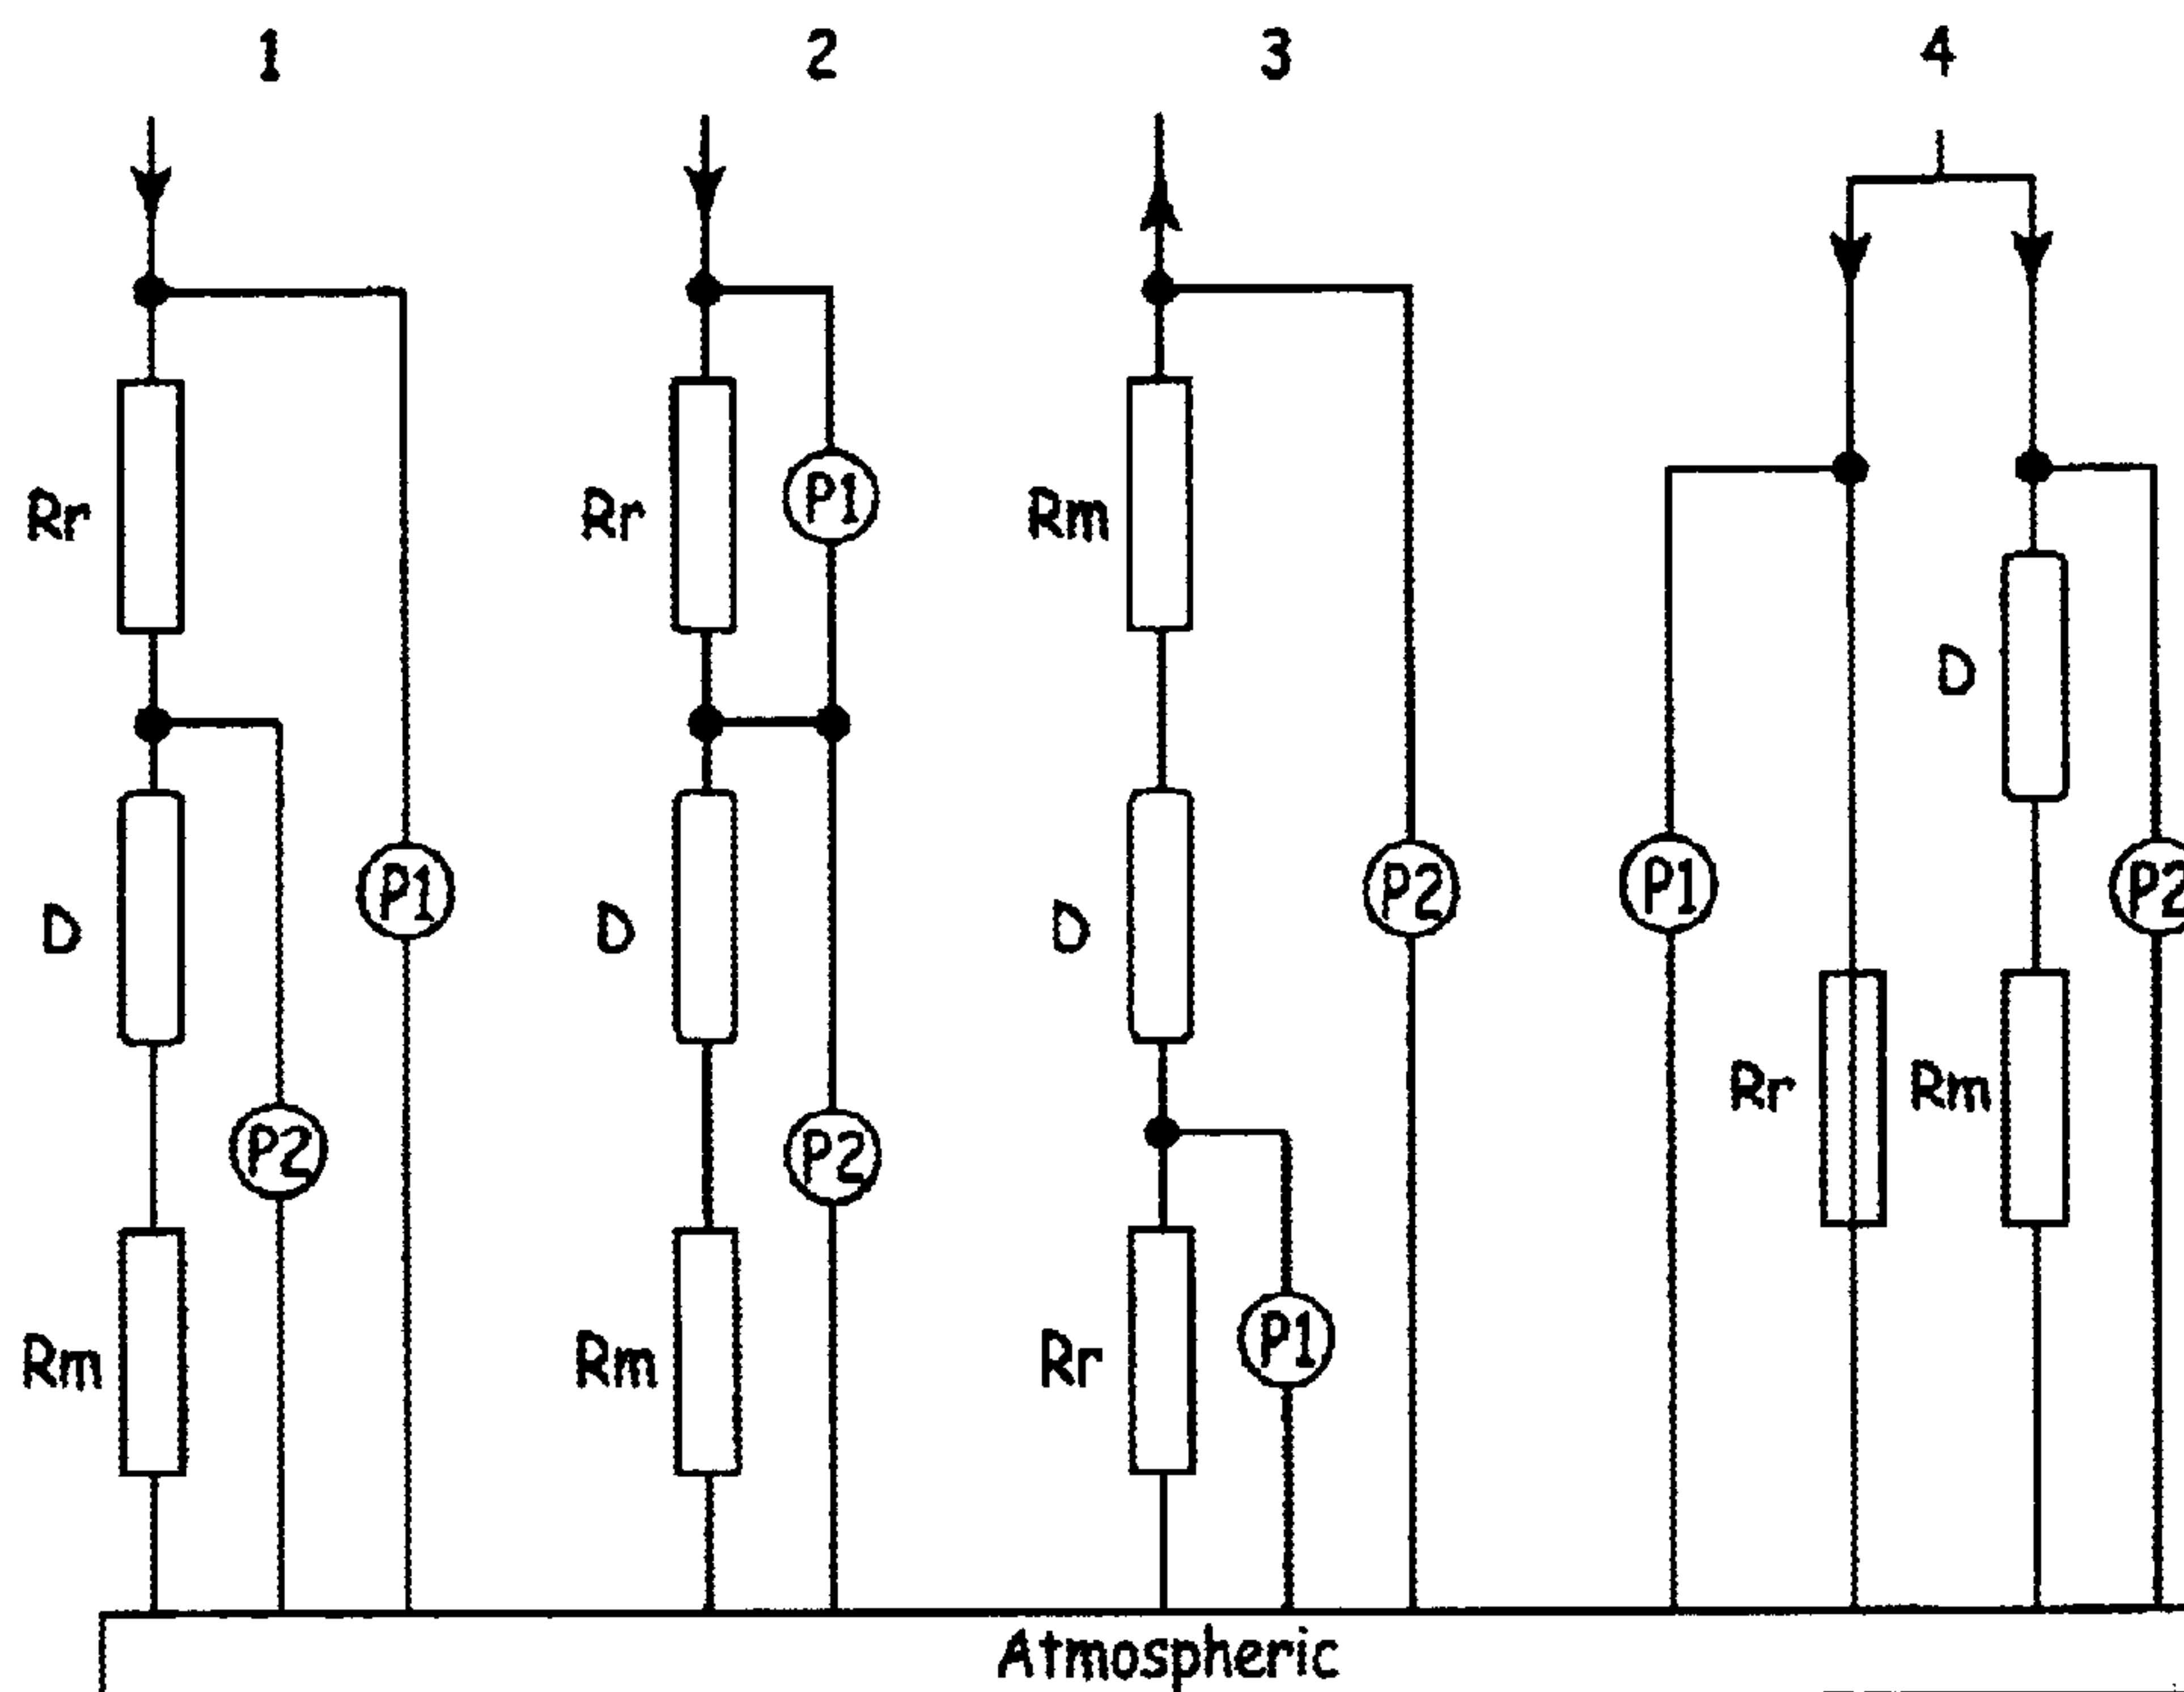 1 2 3 4
Rr Rr P1 Rm
D
D P1 D D P2 P1 P2
Rr Rm
P2 P2
Rm Rm Rr P1
Atmospheric